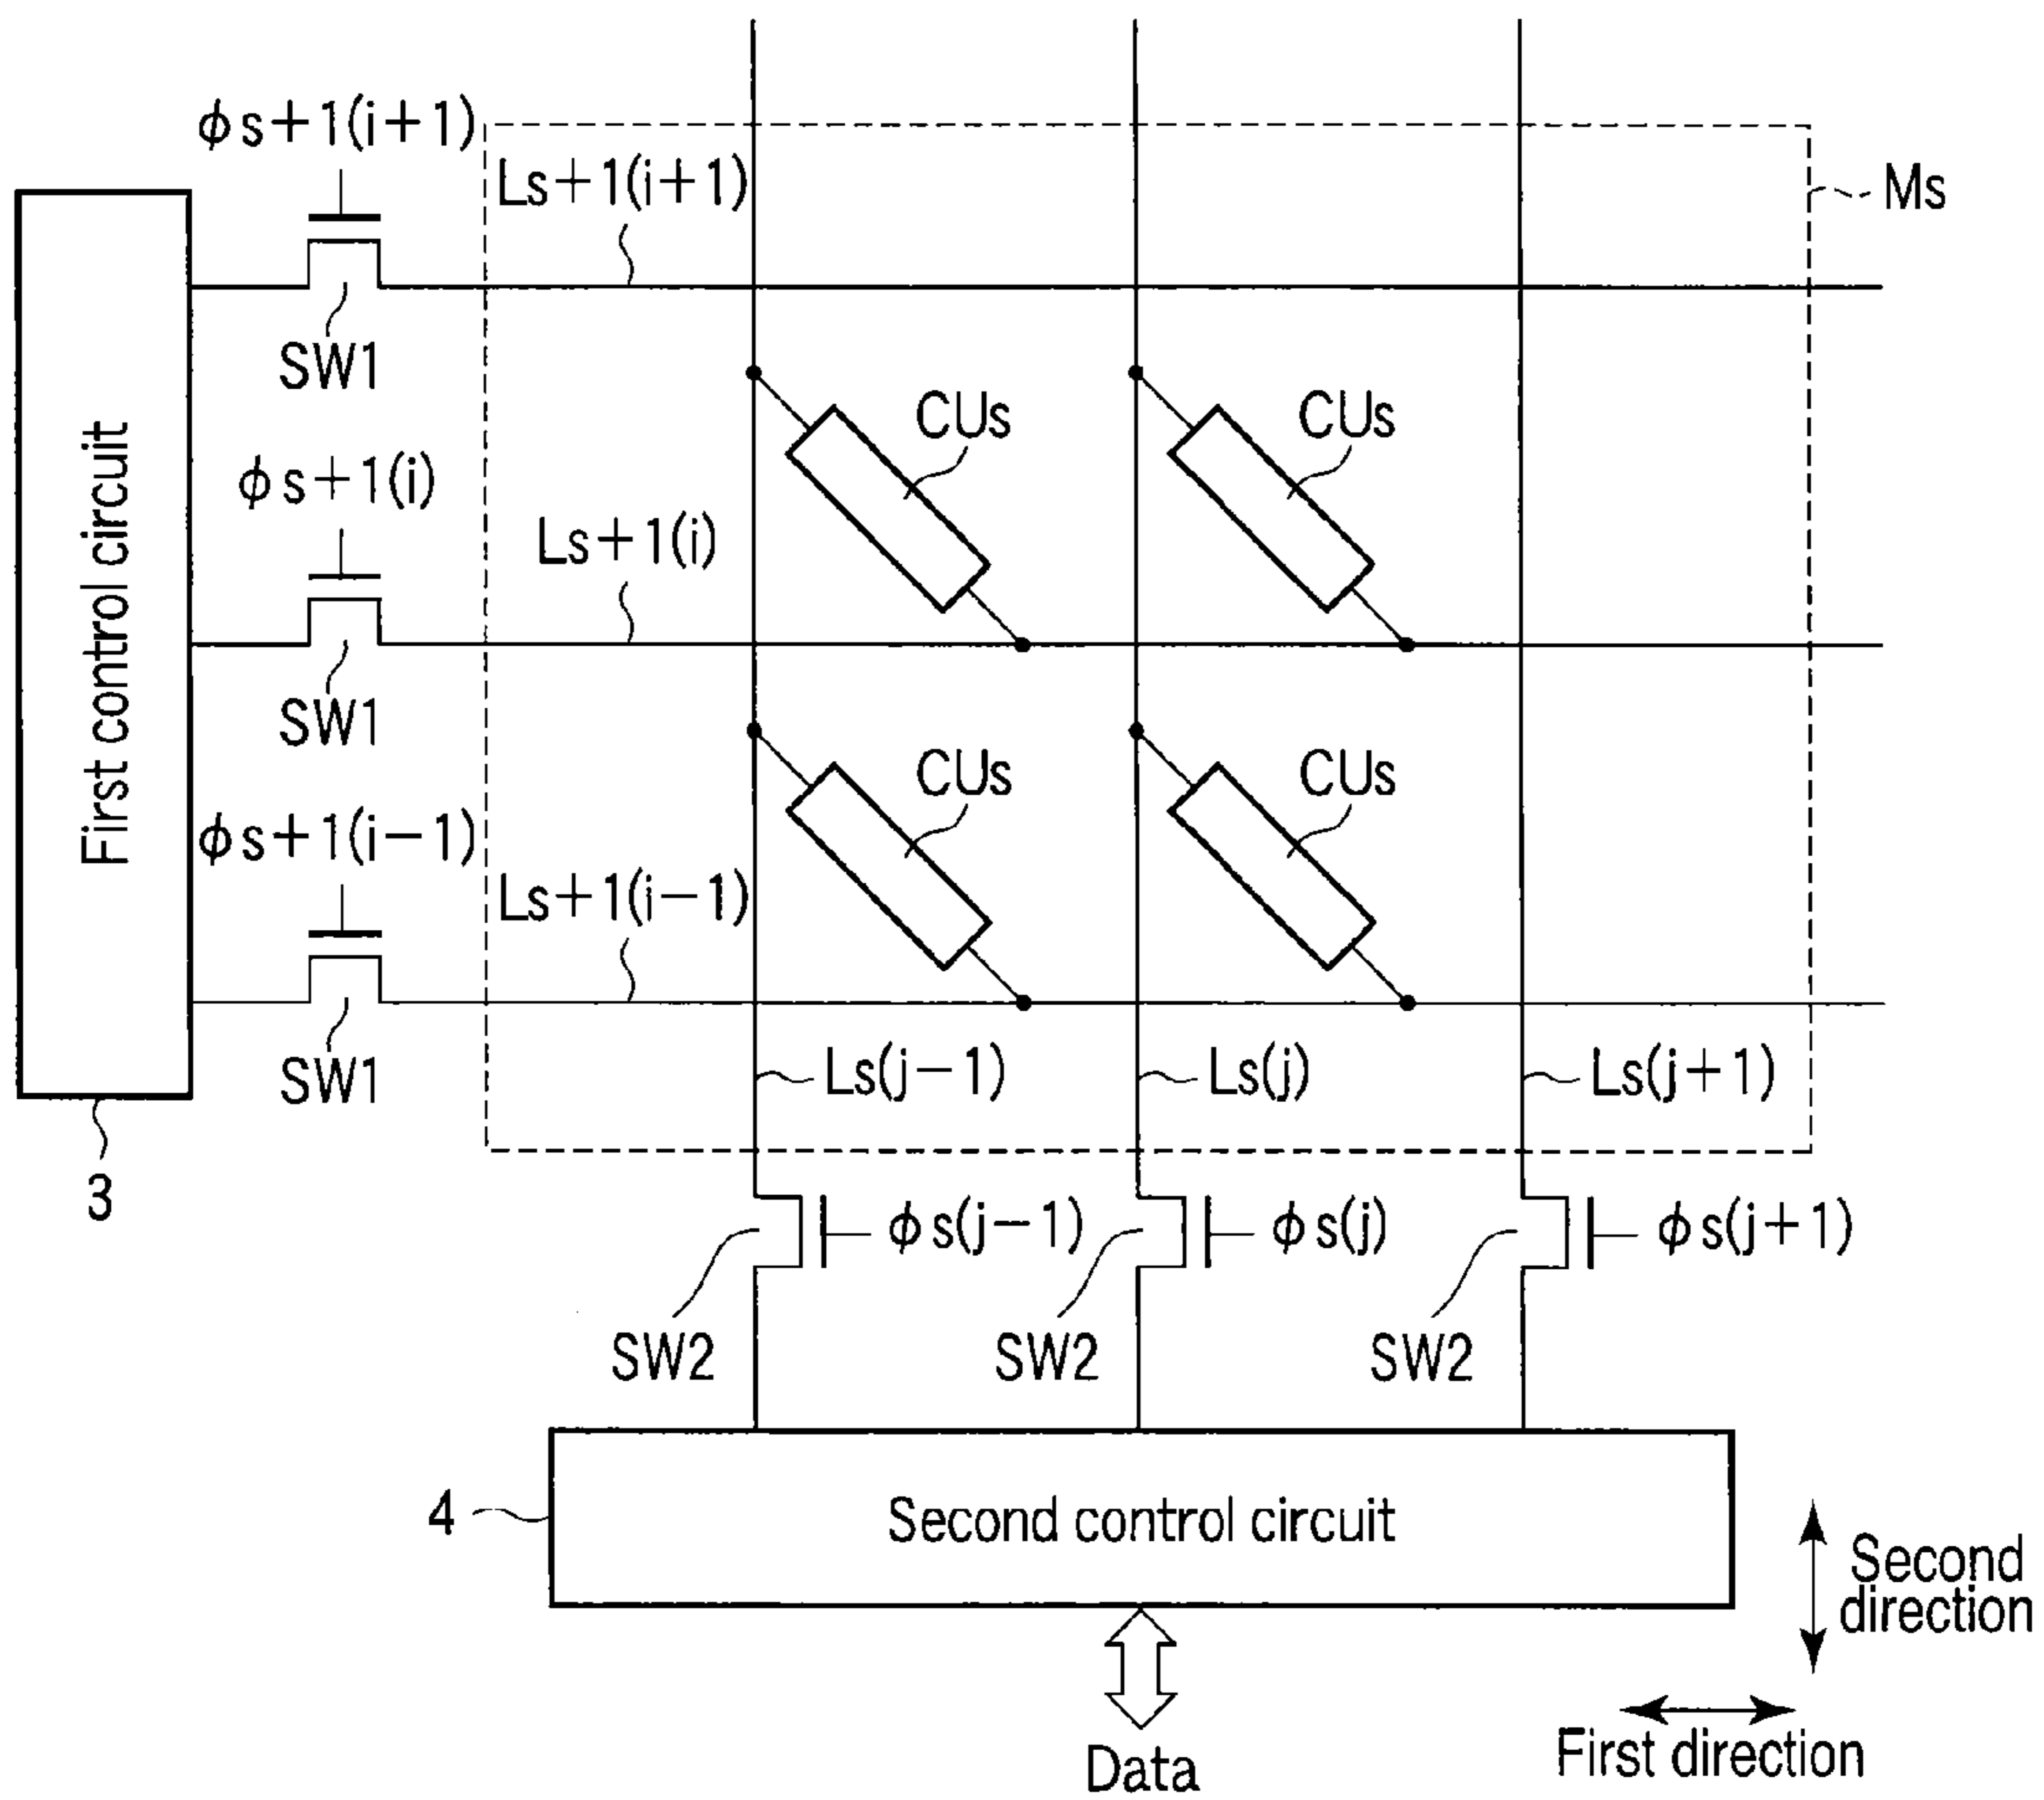 ϕs+1(i+1)
Ls+1(i+1)
Ms
SW1
CUs
CUs
First control circuit
ϕs+1(i)
Ls+1(i)
SW1
CUs
CUs
ϕs+1(i−1)
Ls+1(i−1)
SW1
Ls(j−1)
Ls(j)
Ls(j+1)
3
ϕs(j−1)
ϕs(j)
ϕs(j+1)
SW2
SW2
SW2
4
Second control circuit
Second
direction
First direction
Data